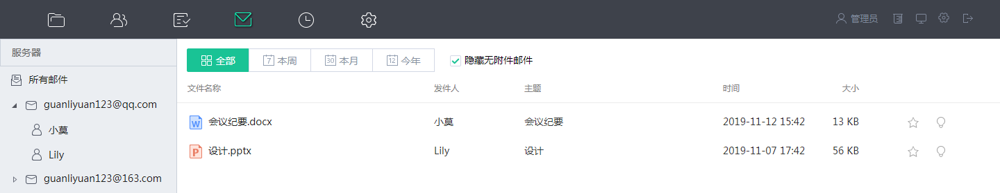 管理员
服务器
所有邮件
guanliyuan123@qq.com
小莫
Lily
guanliyuan123@163.com
全部 7 本周 30 本月 12 今年 隐藏无附件邮件
文件名称 发件人 主题 时间 大小
W 会议纪要.docx 小莫 会议纪要 2019-11-12 15:42 13 KB
P 设计.pptx Lily 设计 2019-11-07 17:42 56 KB